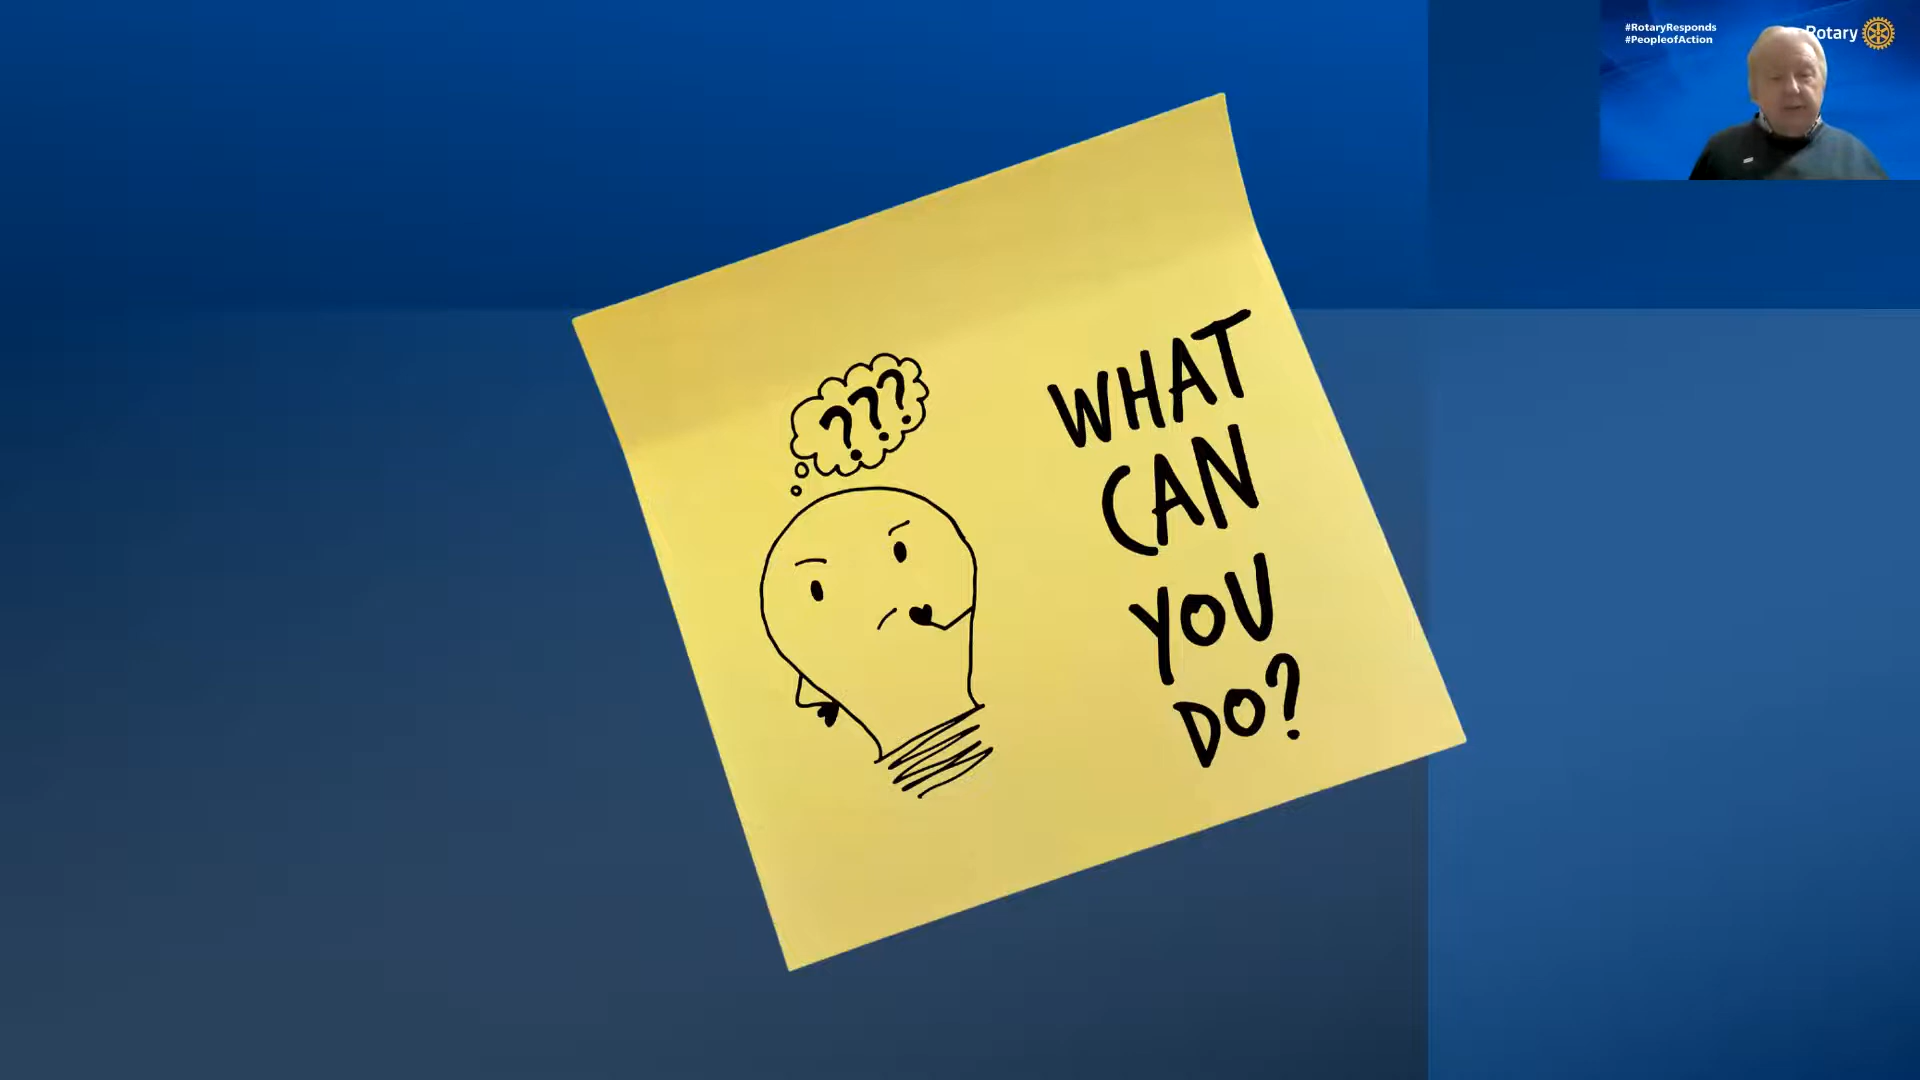 #RotaryResponds
#PeopleofAction
Rotary
???
WHAT
CAN
YOU
DO?